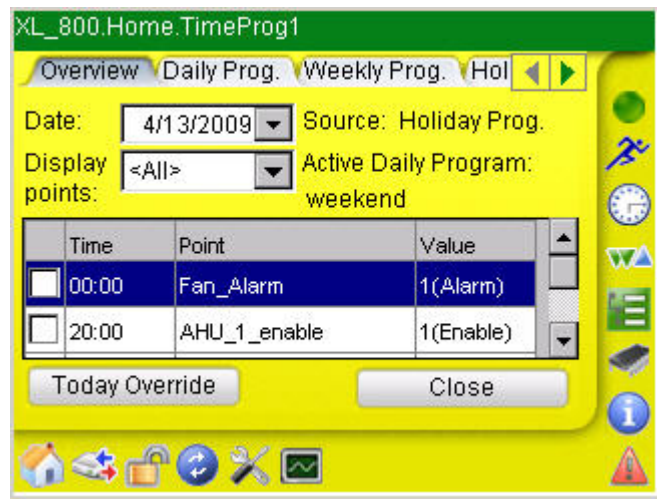 XL_800.Home.TimeProg1
Overview Daily Prog. Weekly Prog. Hol
Date: 4/13/2009 Source: Holiday Prog.
Display points: <All> Active Daily Program: weekend
Time Point Value
00:00 Fan_Alarm 1(Alarm)
20:00 AHU_1_enable 1(Enable)
Today Override Close